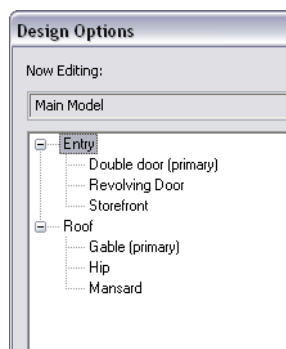 Design Options
Now Editing:
Main Model
Entry
Double door (primary)
Revolving Door
Storefront
Roof
Gable (primary)
Hip
Mansard